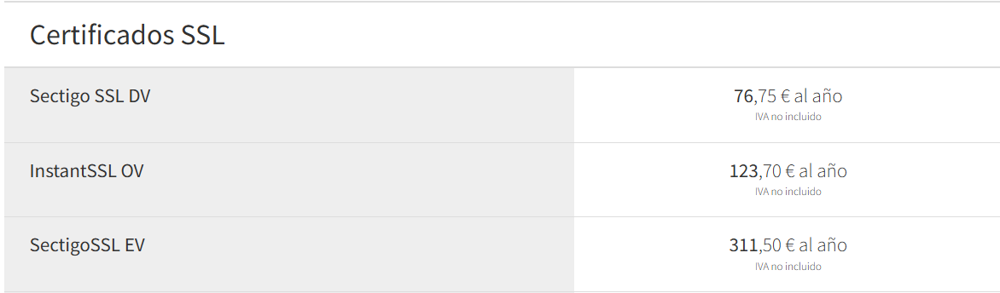 Certificados SSL
Sectigo SSL DV
76,75 € al año
IVA no incluido
InstantSSL OV
123,70 € al año
IVA no incluido
SectigoSSL EV
311,50 € al año
IVA no incluido